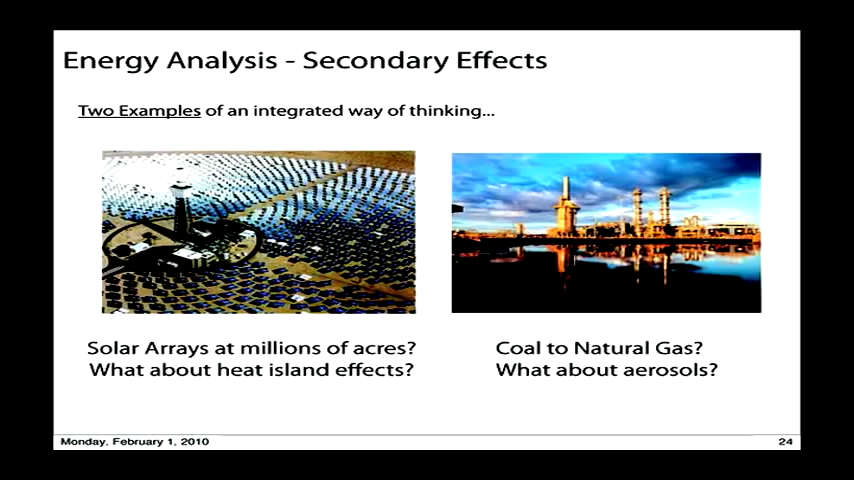 Energy Analysis - Secondary Effects
Two Examples of an integrated way of thinking...
Solar Arrays at millions of acres?
What about heat island effects?
Coal to Natural Gas?
What about aerosols?
Monday, February 1, 2010
24